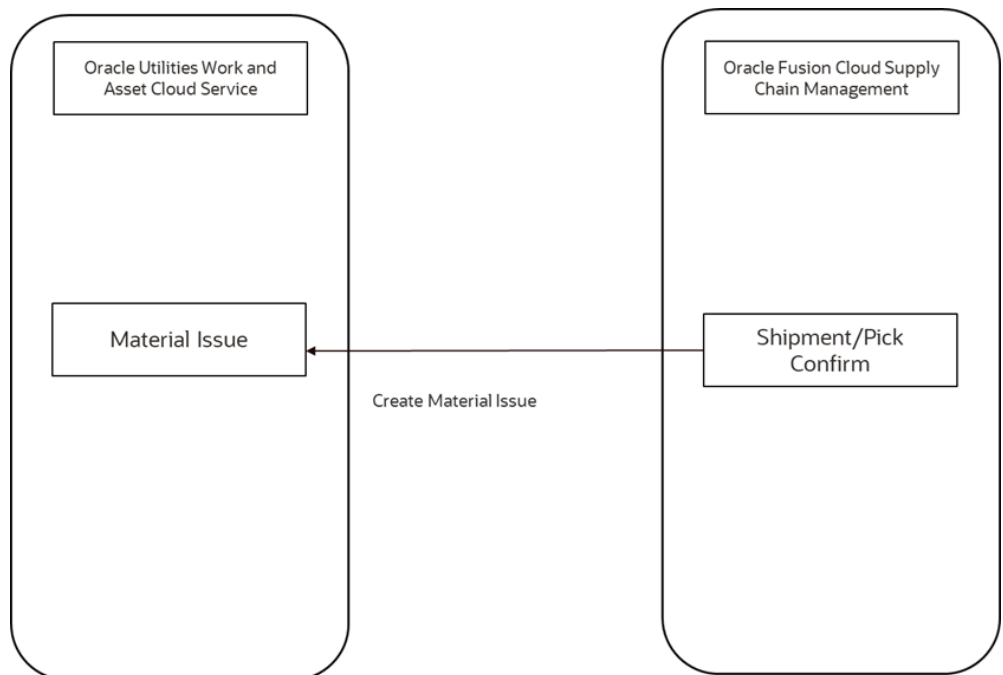 Oracle Utilities Work and
Asset Cloud Service
Oracle Fusion Cloud Supply
Chain Management
Material Issue
Shipment/Pick
Confirm
Create Material Issue